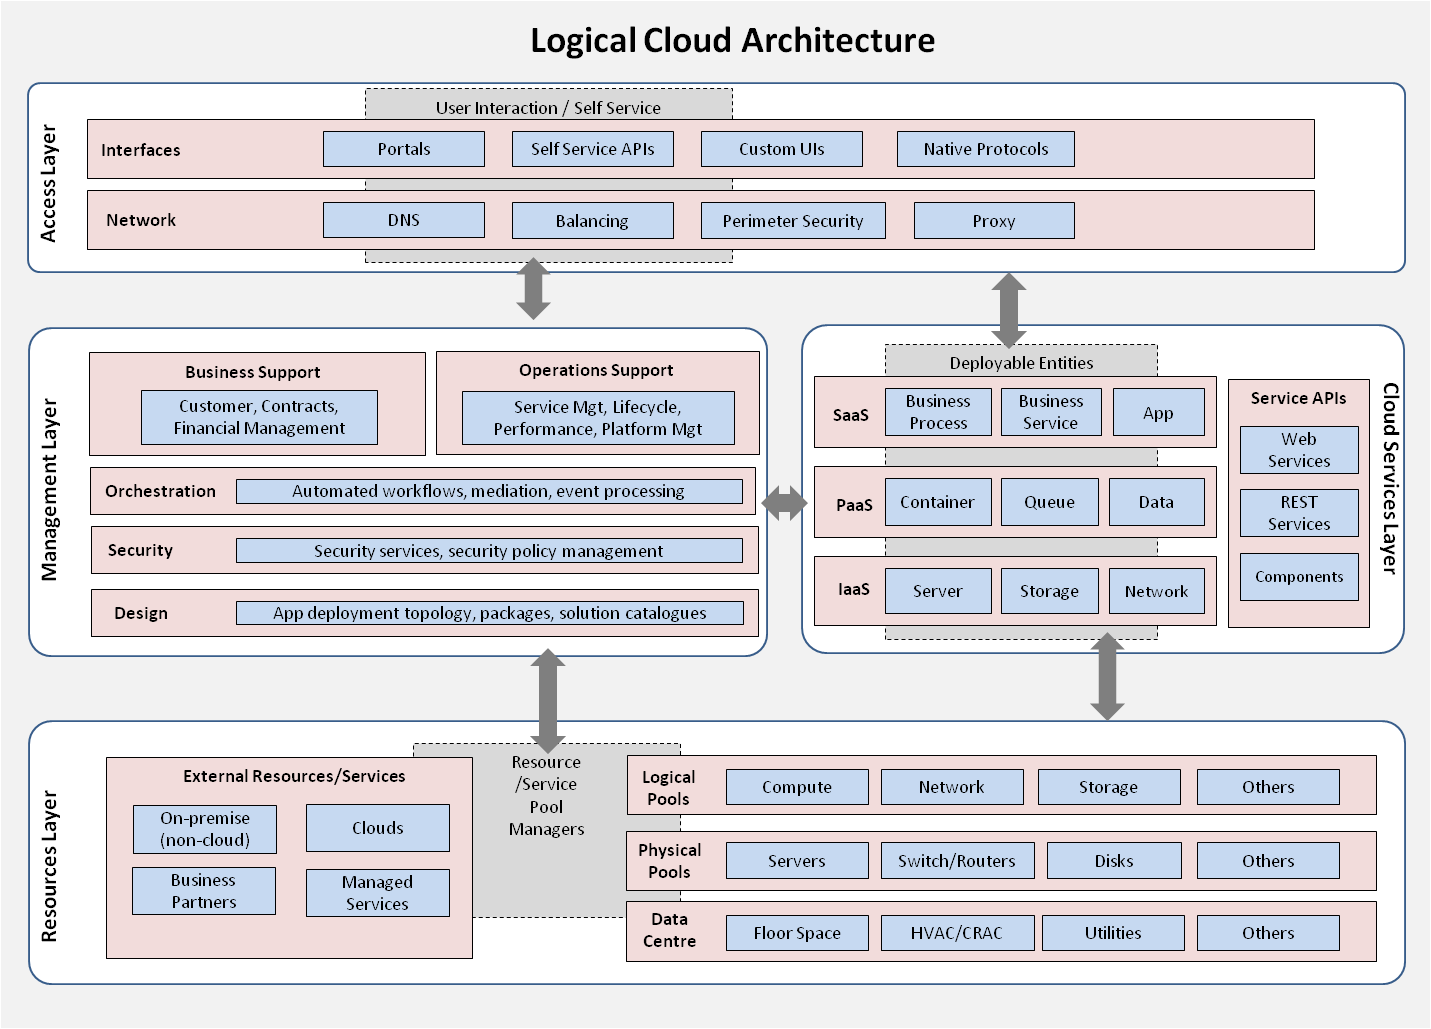 Logical Cloud Architecture
Access Layer
User Interaction / Self Service
Interfaces
Portals
Self Service APIs
Custom UIs
Native Protocols
Network
DNS
Balancing
Perimeter Security
Proxy
Management Layer
Business Support
Customer, Contracts,
Financial Management
Operations Support
Service Mgt, Lifecycle,
Performance, Platform Mgt
Orchestration
Automated workflows, mediation, event processing
Security
Security services, security policy management
Design
App deployment topology, packages, solution catalogues
Cloud Services Layer
Deployable Entities
SaaS
Business
Process
Business
Service
App
PaaS
Container
Queue
Data
IaaS
Server
Storage
Network
Service APIs
Web
Services
REST
Services
Components
Resources Layer
External Resources/Services
On-premise
(non-cloud)
Clouds
Business
Partners
Managed
Services
Resource
/Service
Pool
Managers
Logical
Pools
Compute
Network
Storage
Others
Physical
Pools
Servers
Switch/Routers
Disks
Others
Data
Centre
Floor Space
HVAC/CRAC
Utilities
Others